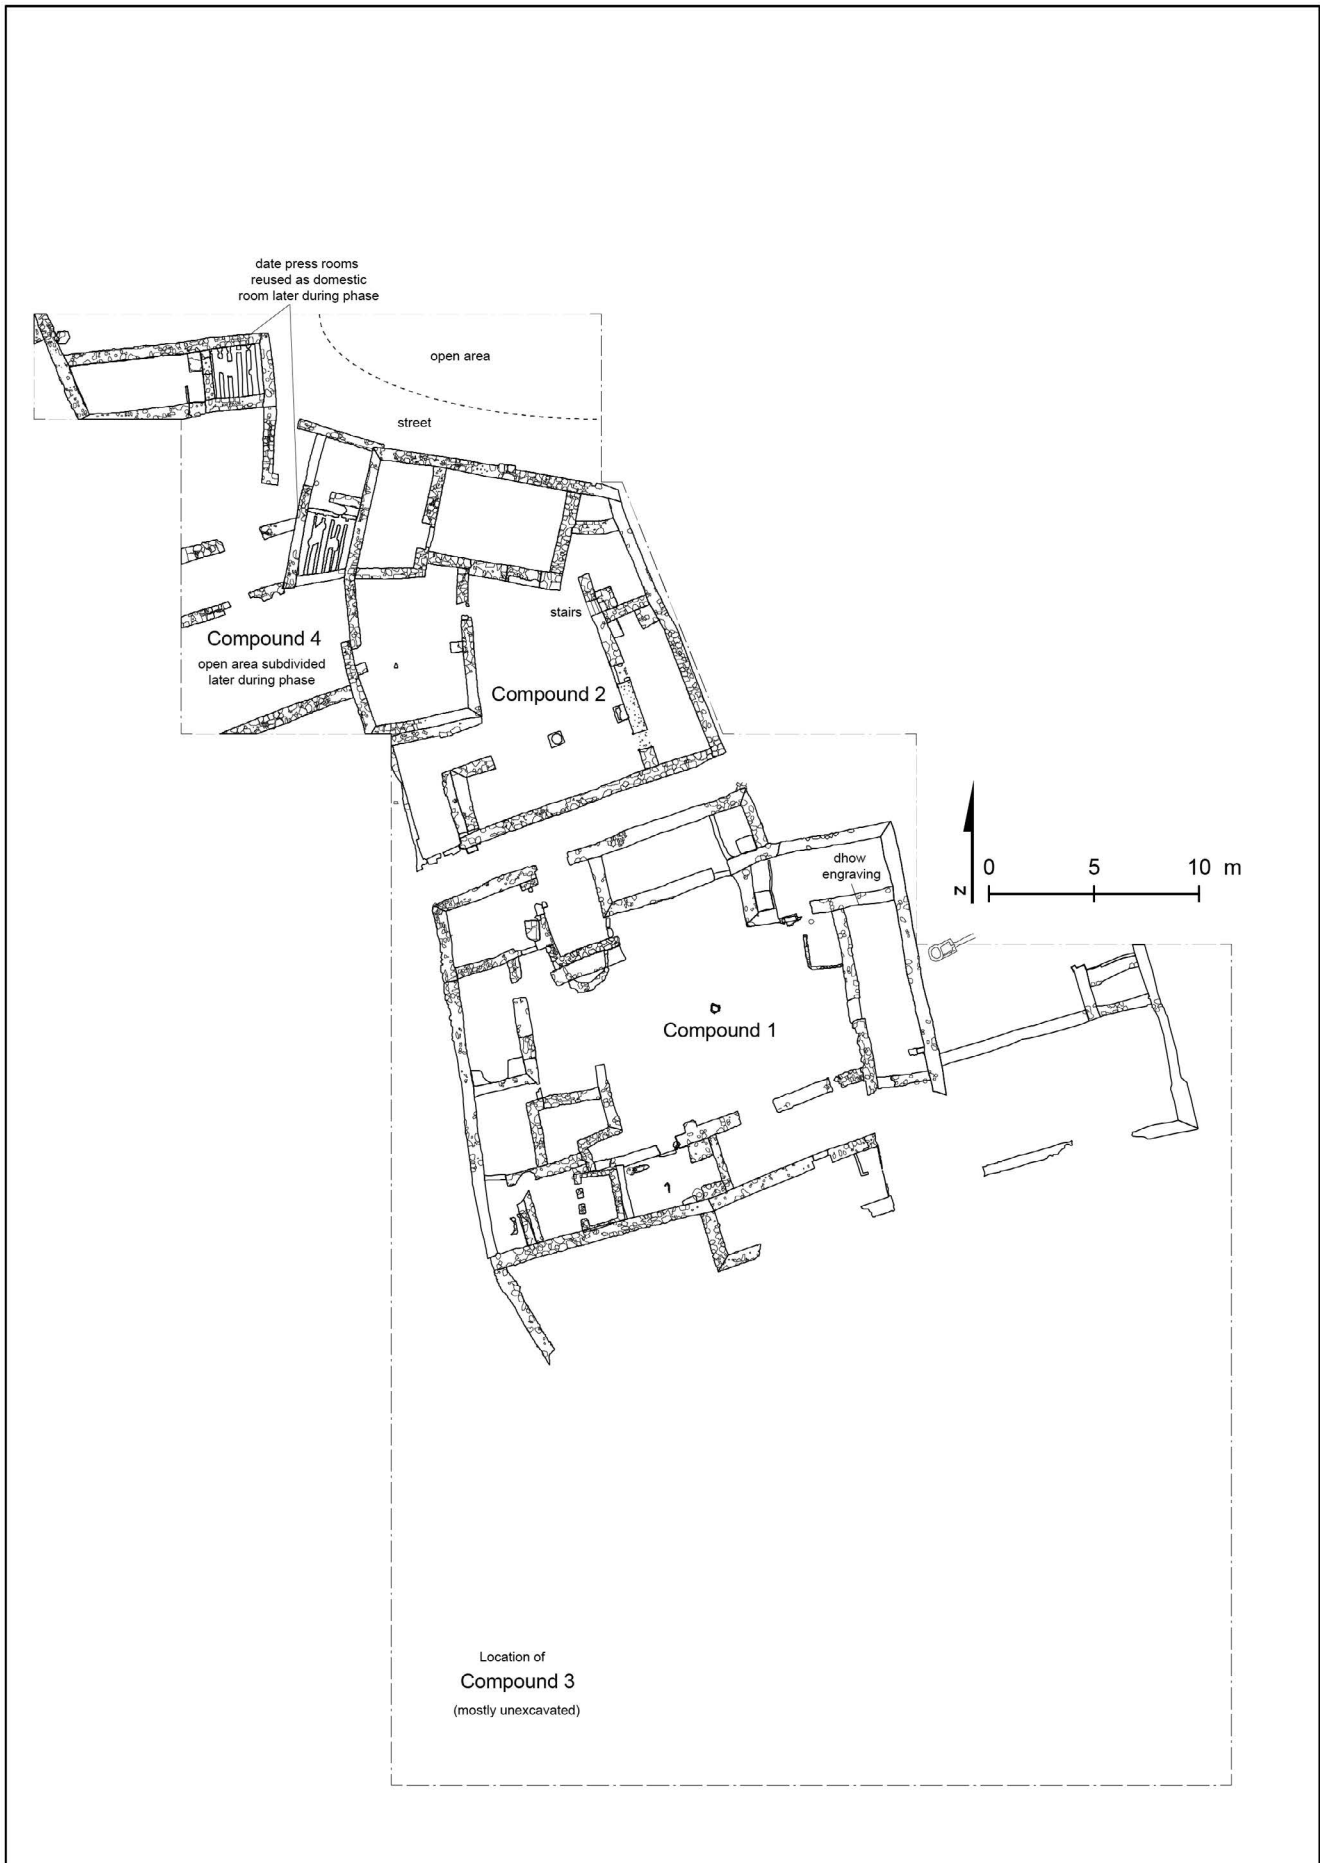 date press rooms
reused as domestic
room later during phase
open area
street
stairs
Compound 4
open area subdivided
later during phase
Compound 2
dhow
engraving
N
0 5 10 m
Compound 1
Location of
Compound 3
(mostly unexcavated)